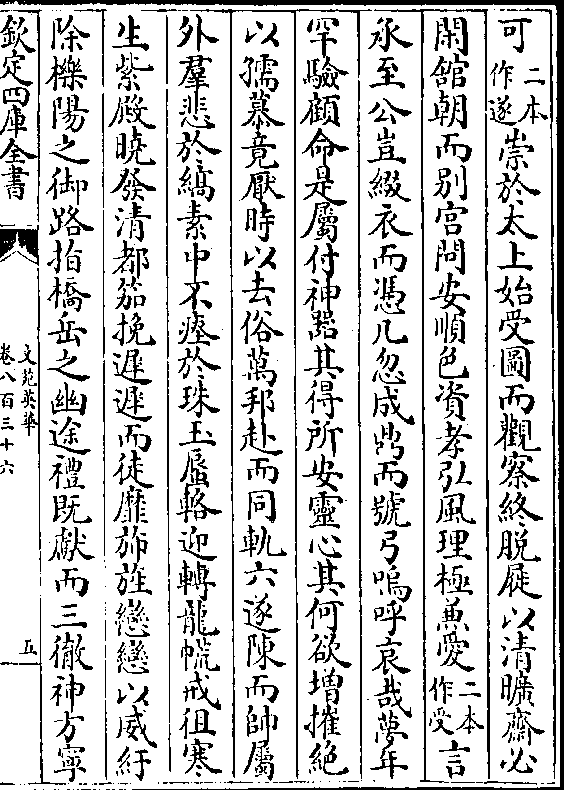 可二本作遂崇於太上始受圖而觀察終脱屣以清曠齋必
閑館朝而别宫問安順色資孝弘風理極兼愛二本作受言
承至公豈綴衣而憑几忽成鼎而號弓嗚呼哀哉夢年
罕驗顧命是屬付神器其得所安靈心其何欲增摧絶
以孺慕竟厭時以去俗萬邦赴而同軌六遂陳而帥屬
外羣悲於縞素中不瘞於珠玉蜃輅迎轉龍㡆戒徂寒
生紫殿曉發清都笳挽遲遲而徒靡旆旌戀戀以威紆
除櫟陽之御路指橋岳之幽途禮既獻而三徹神方寧
欽定四庫全書
文苑英華
卷八百三十六
五